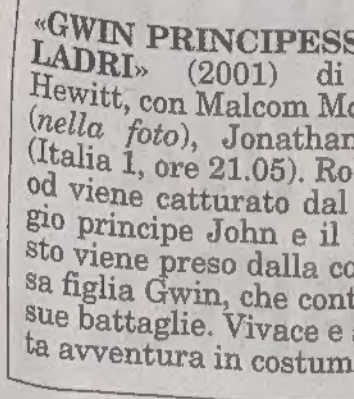 «GWIN PRINCIPESS
LADRI» (2001) di
Hewitt, con Malcom Mc
(nella foto), Jonathan
(Italia 1, ore 21.05). Ro
od viene catturato dal
gio principe John e il
sto viene preso dalla co
sa figlia Gwin, che cont
sue battaglie. Vivace e
ta avventura in costum